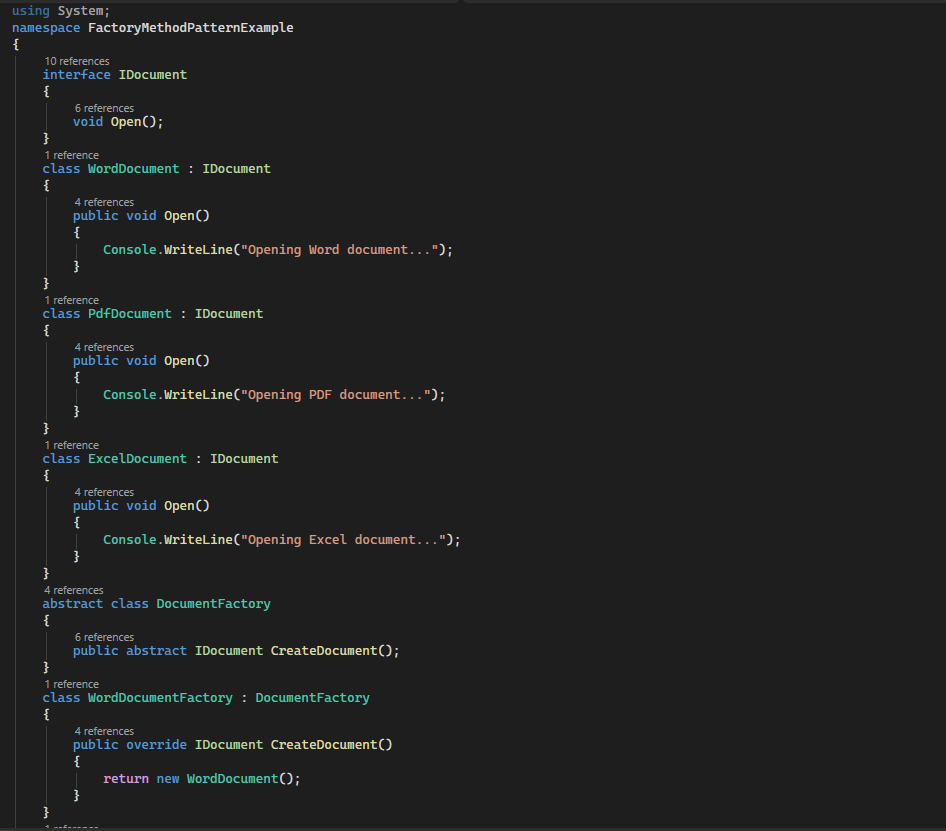 using System;
namespace FactoryMethodPatternExample
{
10 references
interface IDocument
{
6 references
void Open();
}
1 reference
class WordDocument : IDocument
{
4 references
public void Open()
{
Console.WriteLine("Opening Word document...");
}
}
1 reference
class PdfDocument : IDocument
{
4 references
public void Open()
{
Console.WriteLine("Opening PDF document...");
}
}
1 reference
class ExcelDocument : IDocument
{
4 references
public void Open()
{
Console.WriteLine("Opening Excel document...");
}
}
4 references
abstract class DocumentFactory
{
6 references
public abstract IDocument CreateDocument();
}
1 reference
class WordDocumentFactory : DocumentFactory
{
4 references
public override IDocument CreateDocument()
{
return new WordDocument();
}
}
1 reference